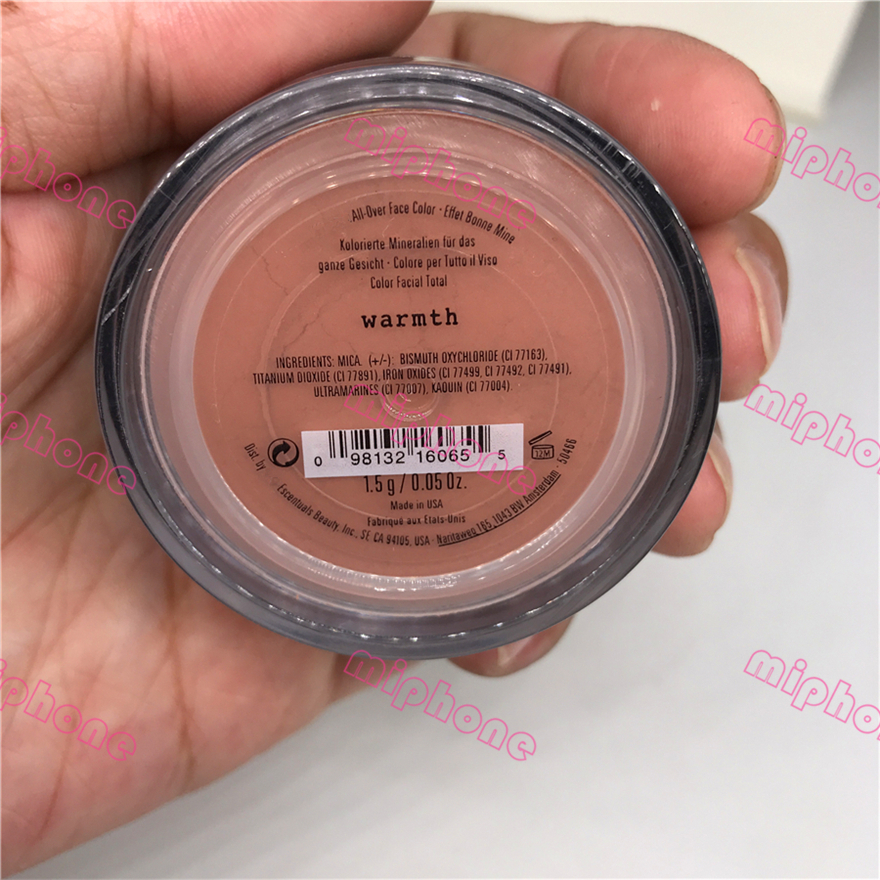 All-Over Face Color · Effet Bonne Mine
Kolorierte Mineralien für das
ganze Gesicht · Colore per Tutto il Viso
Color Facial Total
warmth
INGREDIENTS: MICA. (+/-): BISMUTH OXYCHLORIDE (CI 77163),
TITANIUM DIOXIDE (CI 77891), IRON OXIDES (CI 77499, CI 77492, CI 77491),
ULTRAMARINES (CI 77007), KAOLIIN (CI 77004).
0 98132 16065 5
12M
1.5 g / 0.05 Oz.
Made in USA
Fabriqué aux Etats-Unis
Dist. by Escentuals Beauty, Inc., SF, CA 94105, USA · Naritaweg 165, 1043 BW Amsterdam · 50466
miphone
miphone
miphone
miphone
miphone
miphone
miphone
miphone
miphone